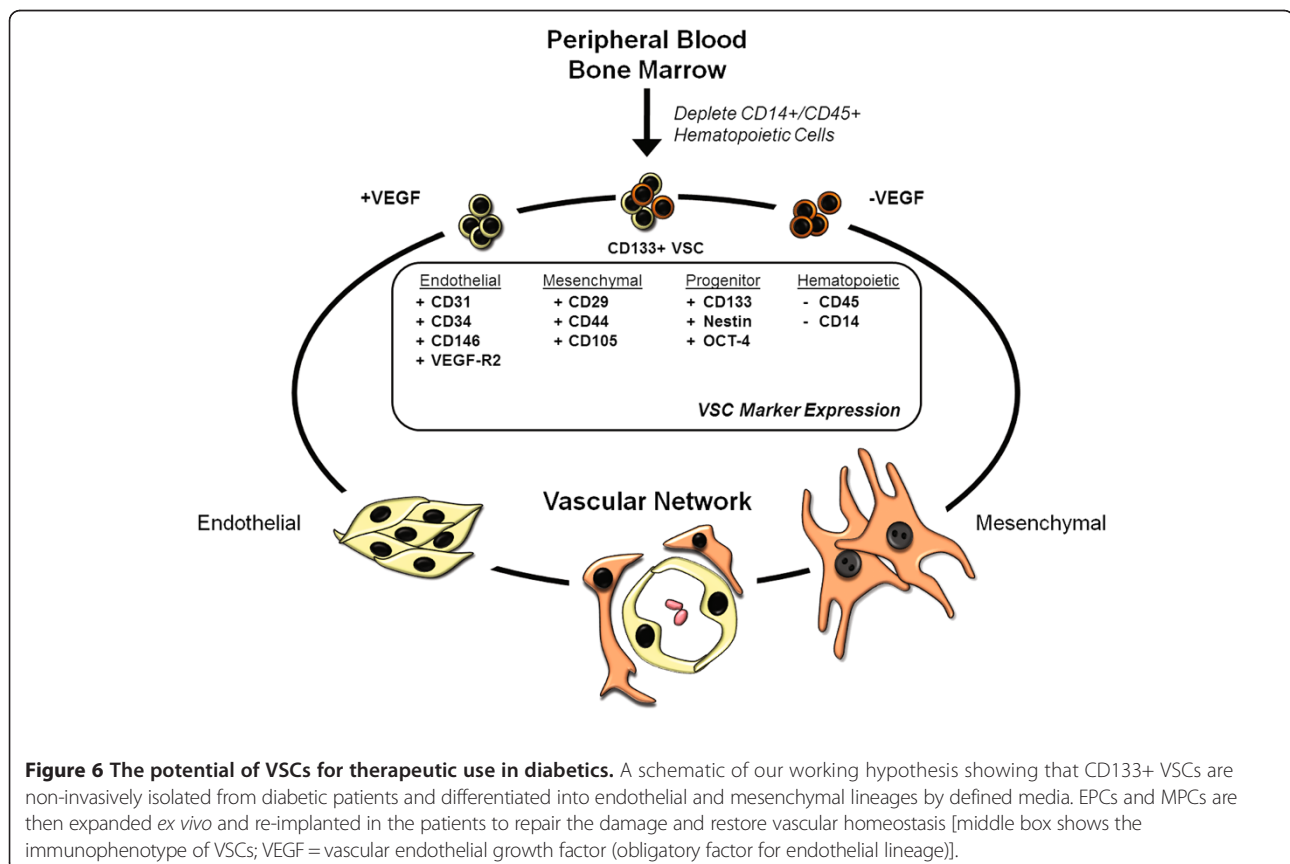 Peripheral Blood
Bone Marrow
Deplete CD14+/CD45+
Hematopoietic Cells
+VEGF
-VEGF
CD133+ VSC
Endothelial Mesenchymal Progenitor Hematopoietic
+ CD31 + CD29 + CD133 - CD45
+ CD34 + CD44 + Nestin - CD14
+ CD146 + CD105 + OCT-4
+ VEGF-R2
VSC Marker Expression
Vascular Network
Endothelial
Mesenchymal
Figure 6 The potential of VSCs for therapeutic use in diabetics. A schematic of our working hypothesis showing that CD133+ VSCs are
non-invasively isolated from diabetic patients and differentiated into endothelial and mesenchymal lineages by defined media. EPCs and MPCs are
then expanded ex vivo and re-implanted in the patients to repair the damage and restore vascular homeostasis [middle box shows the
immunophenotype of VSCs; VEGF = vascular endothelial growth factor (obligatory factor for endothelial lineage)].